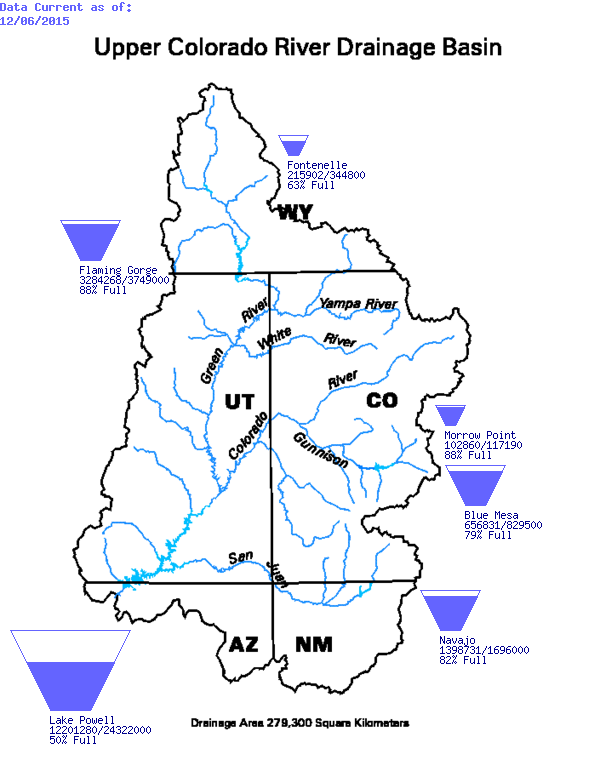 Data Current as of:
12/06/2015
Upper Colorado River Drainage Basin
Fontenelle
215902/344800
63% Full
WY
Flaming Gorge
3284268/3749000
88% Full
River
Yampa River
White
River
Green
River
UT
CO
Colorado
Gunnison
Morrow Point
102860/117190
88% Full
Blue Mesa
656831/829500
79% Full
San
Juan
AZ
NM
Navajo
1398731/1696000
82% Full
Lake Powell
12201280/24322000
50% Full
Drainage Area 279,300 Square Kilometers